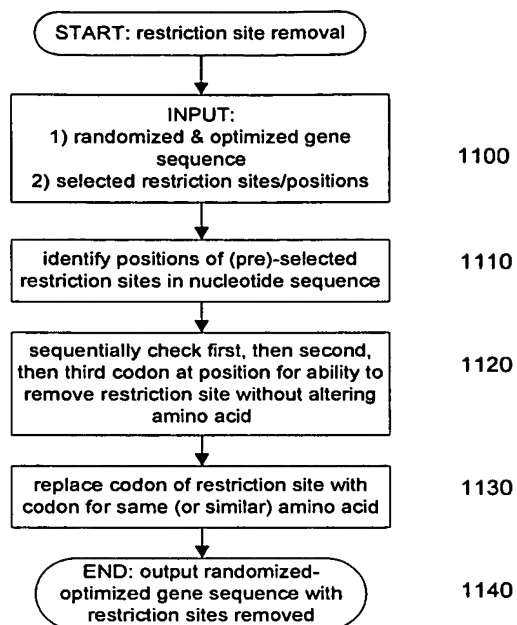 START: restriction site removal
INPUT:
1) randomized & optimized gene
sequence
2) selected restriction sites/positions
1100
identify positions of (pre)-selected
restriction sites in nucleotide sequence
1110
sequentially check first, then second,
then third codon at position for ability to
remove restriction site without altering
amino acid
1120
replace codon of restriction site with
codon for same (or similar) amino acid
1130
END: output randomized-
optimized gene sequence with
restriction sites removed
1140